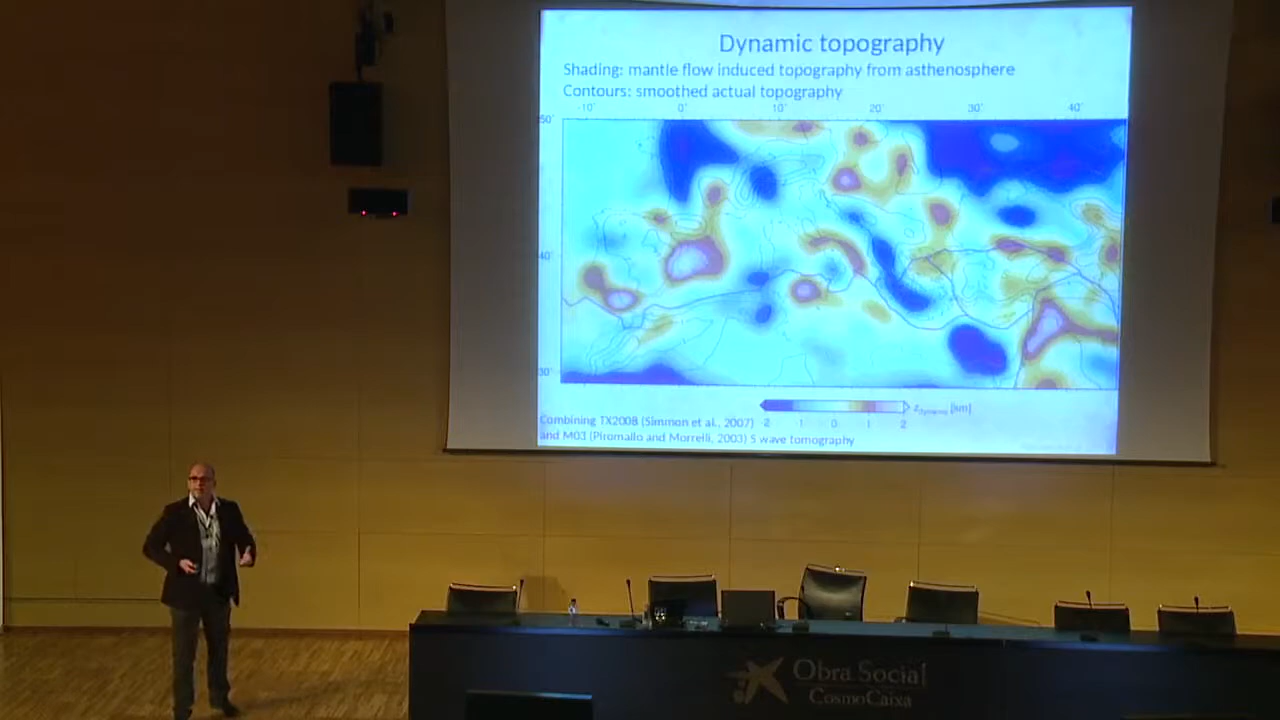 Dynamic topography
Shading: mantle flow induced topography from asthenosphere
Contours: smoothed actual topography
-10° 0° 10° 20° 30° 40°
50°
40°
30°
[km]
-2 1 0 1 2
Combining TX2008 (Simmon et al., 2007)
and M03 (Piromallo and Morrelli, 2003) S wave tomography
Obra Social
CosmoCaixa